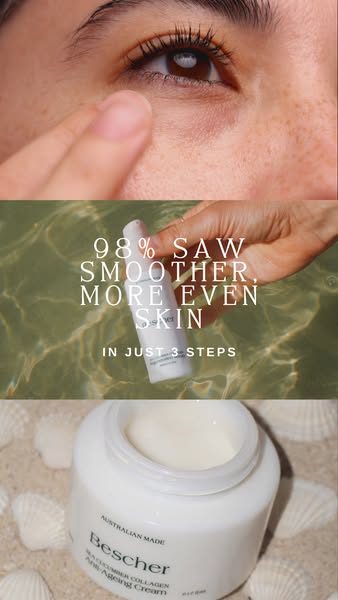 98% SAW
SMOOTHER,
MORE EVEN
SKIN
IN JUST 3 STEPS
Bescher
AUSTRALIAN MADE
Bescher
SEA CUCUMBER COLLAGEN
Anti-Ageing Cream